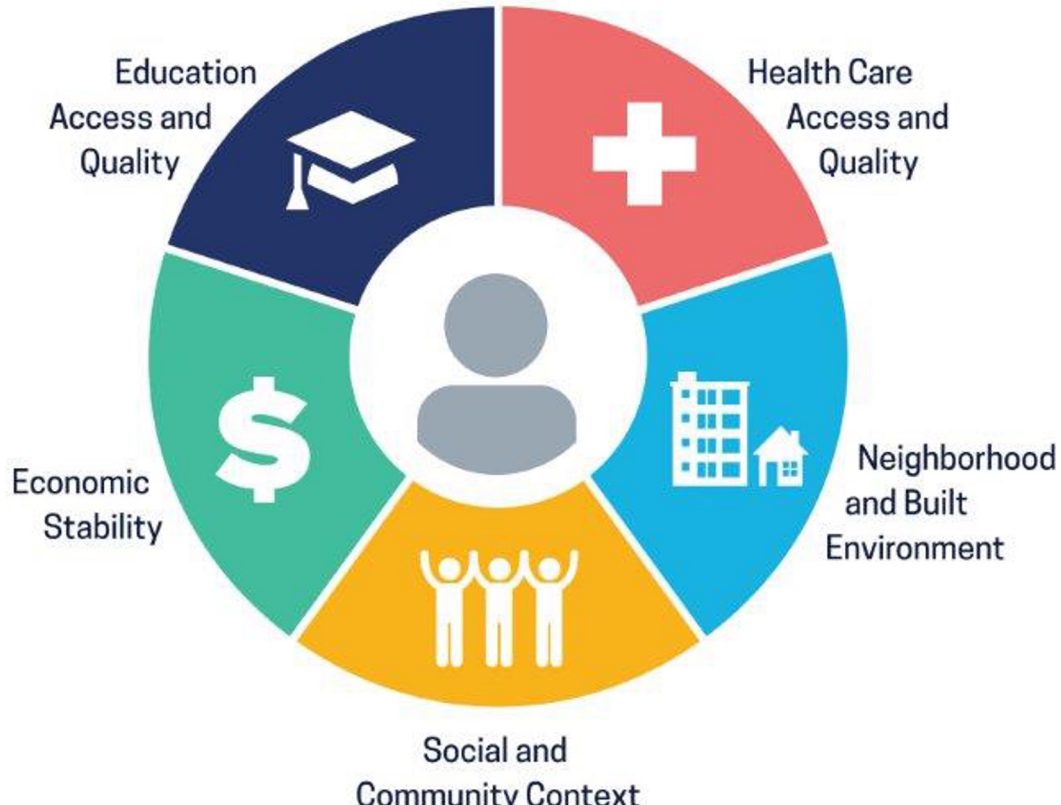 Education
Access and
Quality
Health Care
Access and
Quality
Economic
Stability
Neighborhood
and Built
Environment
Social and
Community Context